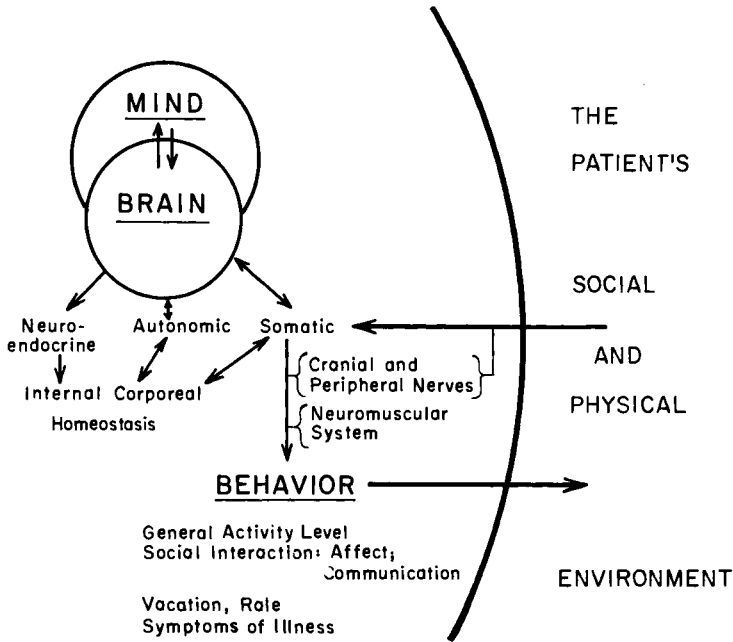 MIND
BRAIN
THE
PATIENT'S
SOCIAL
AND
PHYSICAL
ENVIRONMENT
Neuro-
endocrine
Autonomic
Somatic
Internal Corporeal
Homeostasis
Cranial and
Peripheral Nerves
Neuromuscular
System
BEHAVIOR
General Activity Level
Social Interaction: Affect;
Communication
Vacation, Role
Symptoms of Illness